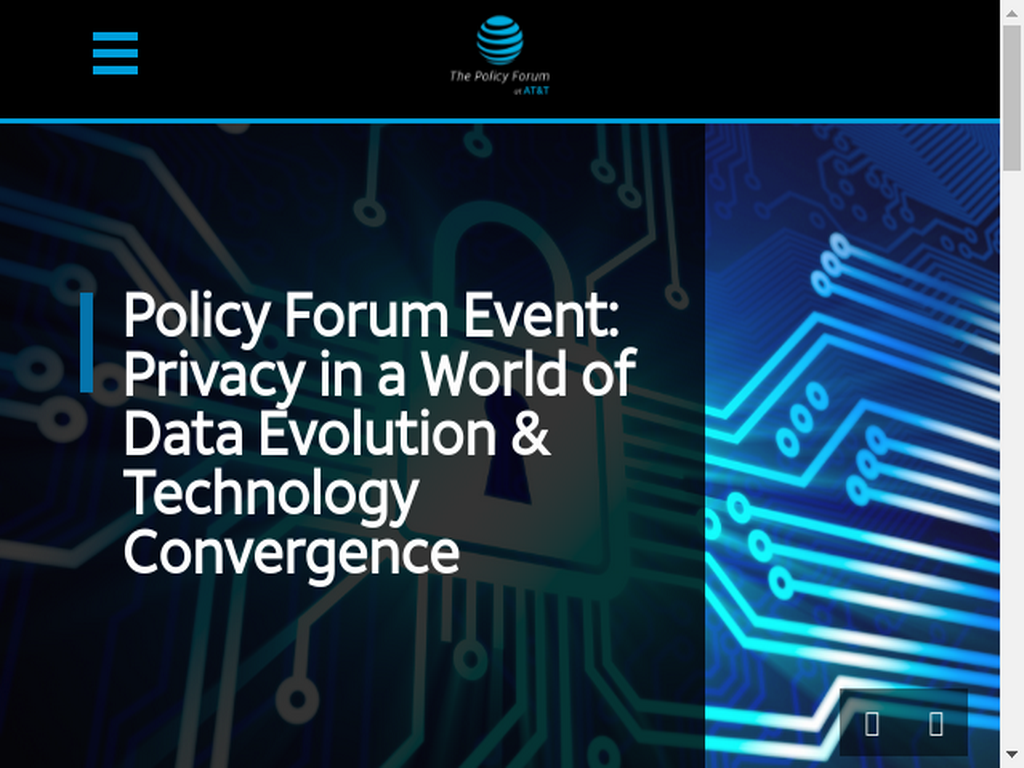 The Policy Forum
at AT&T
Policy Forum Event:
Privacy in a World of
Data Evolution &
Technology
Convergence